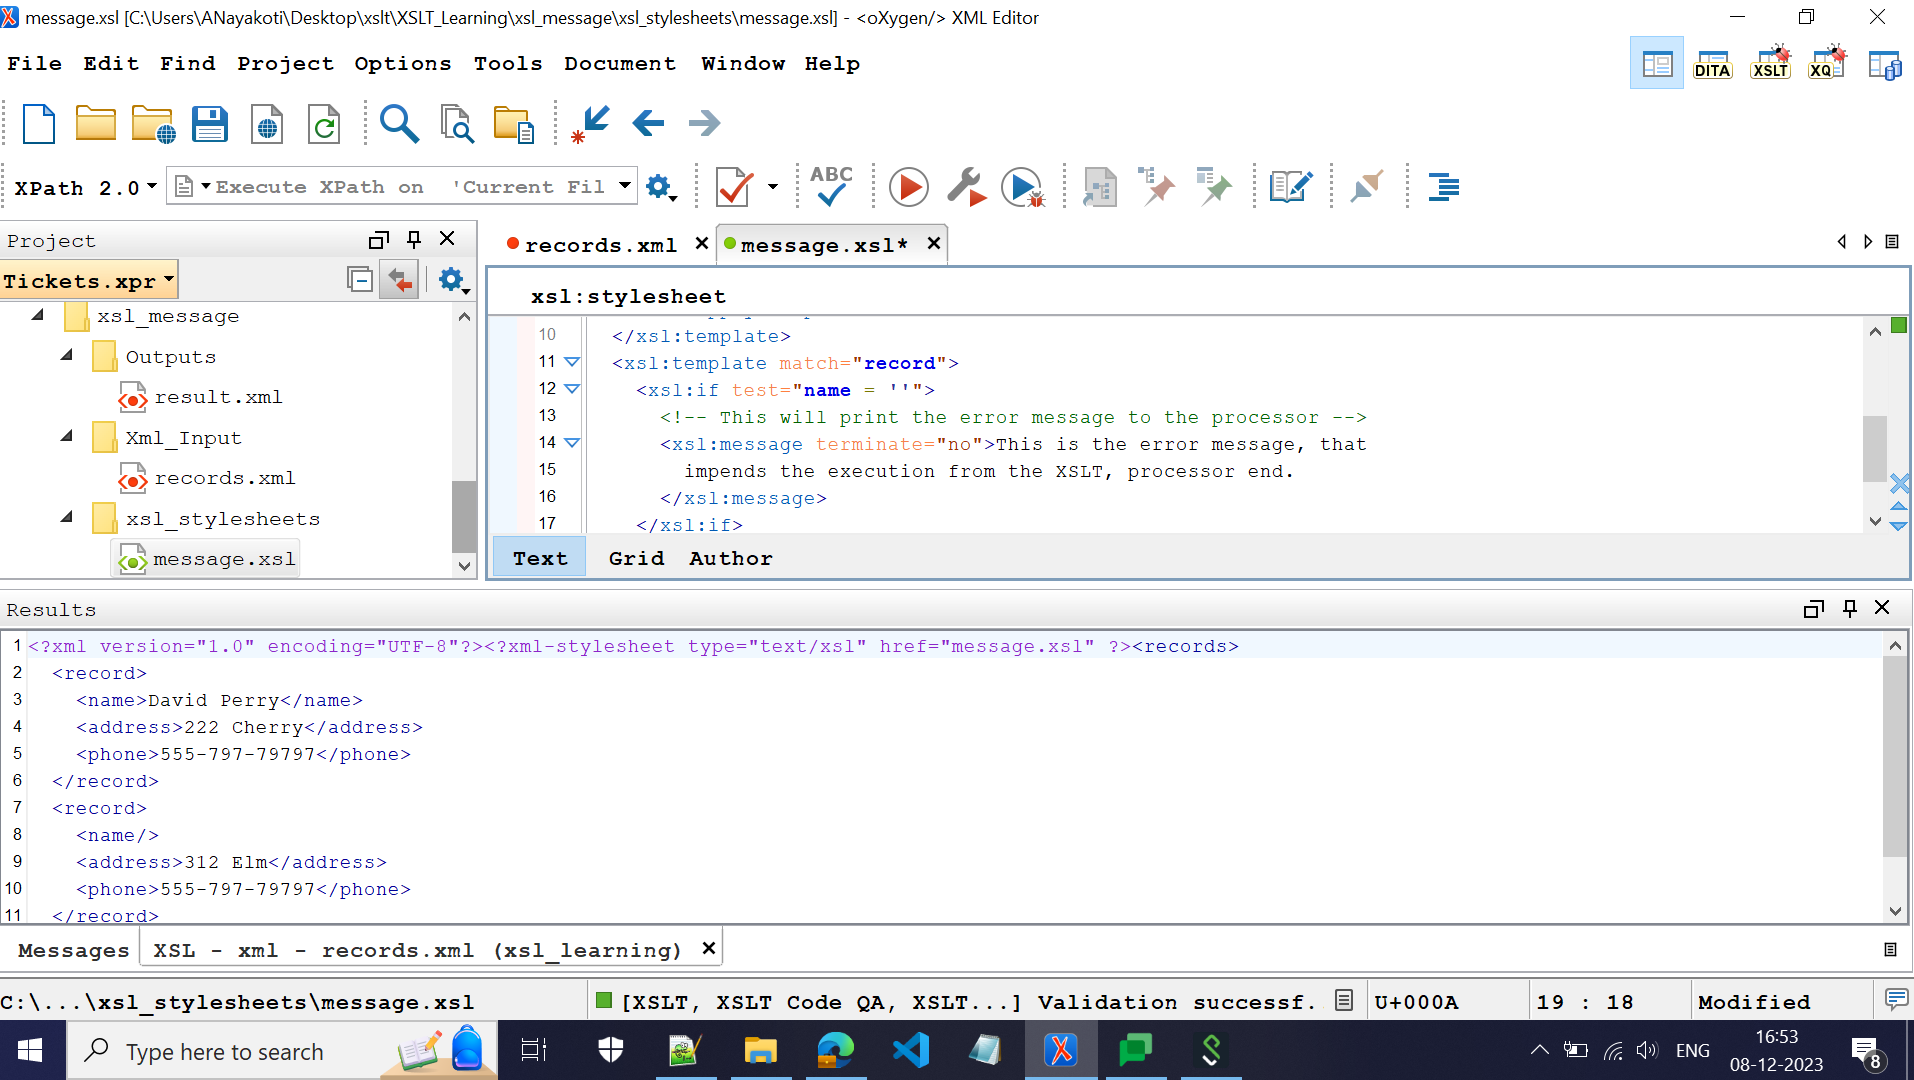 message.xsl [C:\Users\ANayakoti\Desktop\xslt\XSLT_Learning\xsl_message\xsl_stylesheets\message.xsl] - <oXygen/> XML Editor
File Edit Find Project Options Tools Document Window Help
DITA XSLT XQ
XPath 2.0 Execute XPath on 'Current Fil
ABC
Project
records.xml message.xsl*
Tickets.xpr
xsl:stylesheet
xsl_message
Outputs
result.xml
Xml_Input
records.xml
xsl_stylesheets
message.xsl
10 </xsl:template>
11 <xsl:template match="record">
12 <xsl:if test="name = ''">
13 <!-- This will print the error message to the processor -->
14 <xsl:message terminate="no">This is the error message, that
15 impends the execution from the XSLT, processor end.
16 </xsl:message>
17 </xsl:if>
Text Grid Author
Results
1 <?xml version="1.0" encoding="UTF-8"?><?xml-stylesheet type="text/xsl" href="message.xsl" ?><records>
2 <record>
3 <name>David Perry</name>
4 <address>222 Cherry</address>
5 <phone>555-797-79797</phone>
6 </record>
7 <record>
8 <name/>
9 <address>312 Elm</address>
10 <phone>555-797-79797</phone>
11 </record>
Messages XSL - xml - records.xml (xsl_learning)
C:\...\xsl_stylesheets\message.xsl [XSLT, XSLT Code QA, XSLT...] Validation successf. U+000A 19 : 18 Modified
Type here to search
ENG
16:53
08-12-2023
8